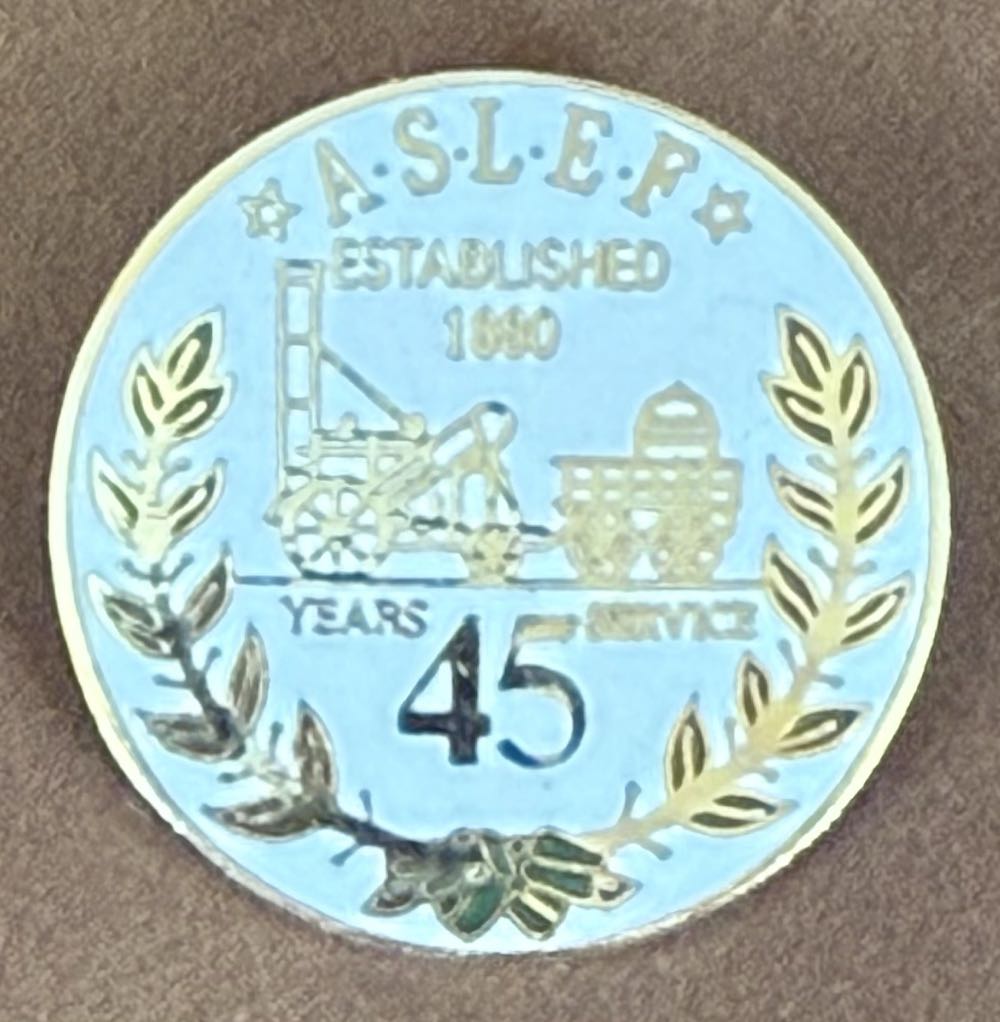 A·S·L·E·F
ESTABLISHED
1880
YEARS 45 SERVICE